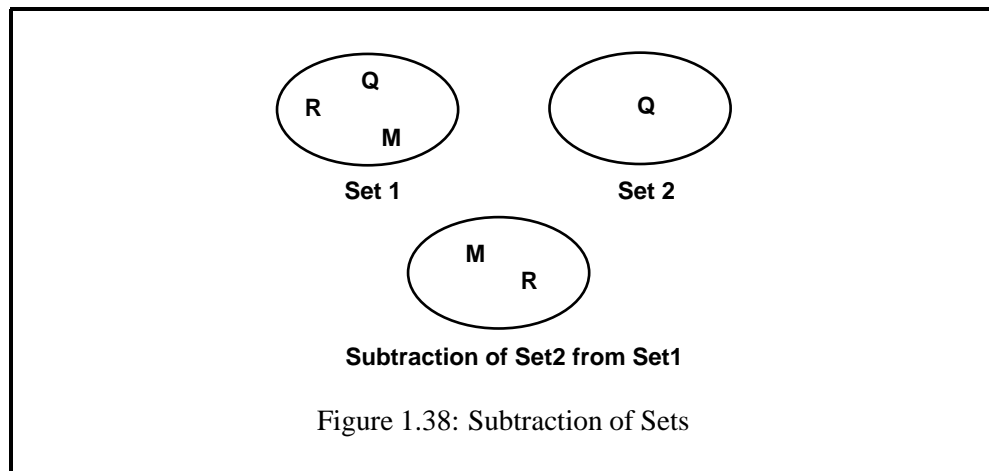 Q
R
M
Set 1
Q
Set 2
M
R
Subtraction of Set2 from Set1
Figure 1.38: Subtraction of Sets